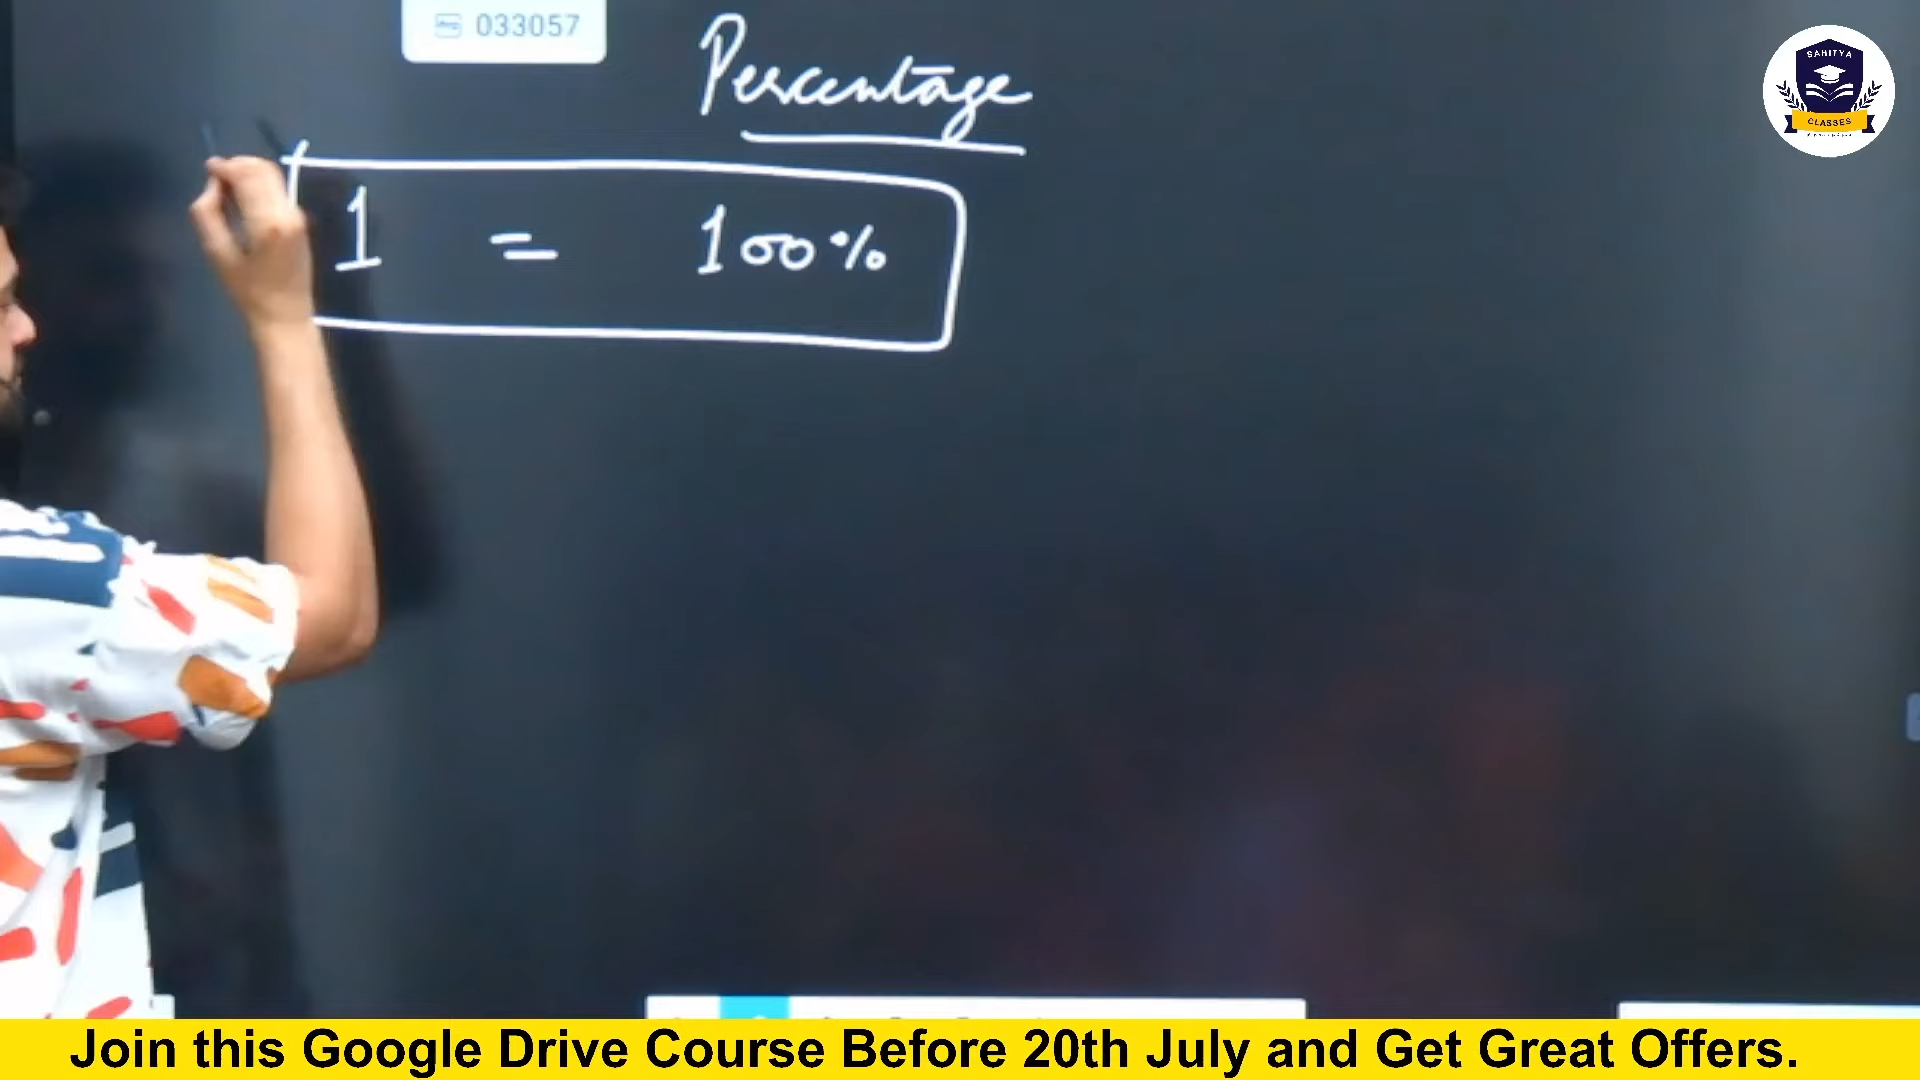 033057
Percentage
1 = 100%
SAHITYA
CLASSES
Join this Google Drive Course Before 20th July and Get Great Offers.